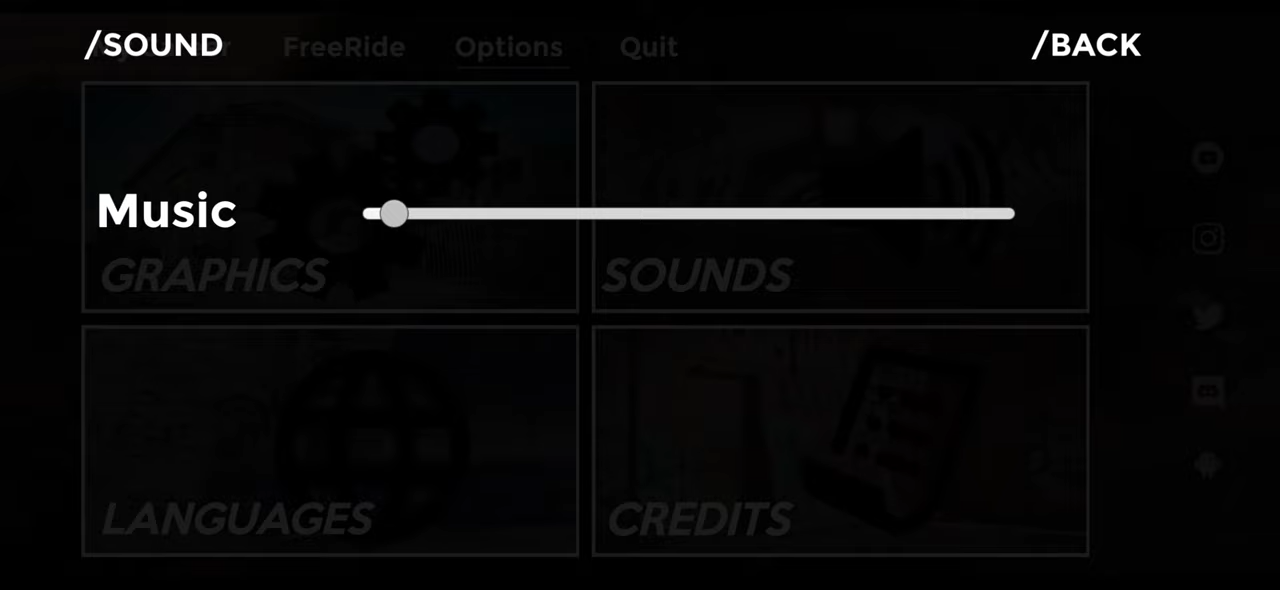 /SOUND FreeRide Options Quit /BACK
Music
GRAPHICS SOUNDS
LANGUAGES CREDITS